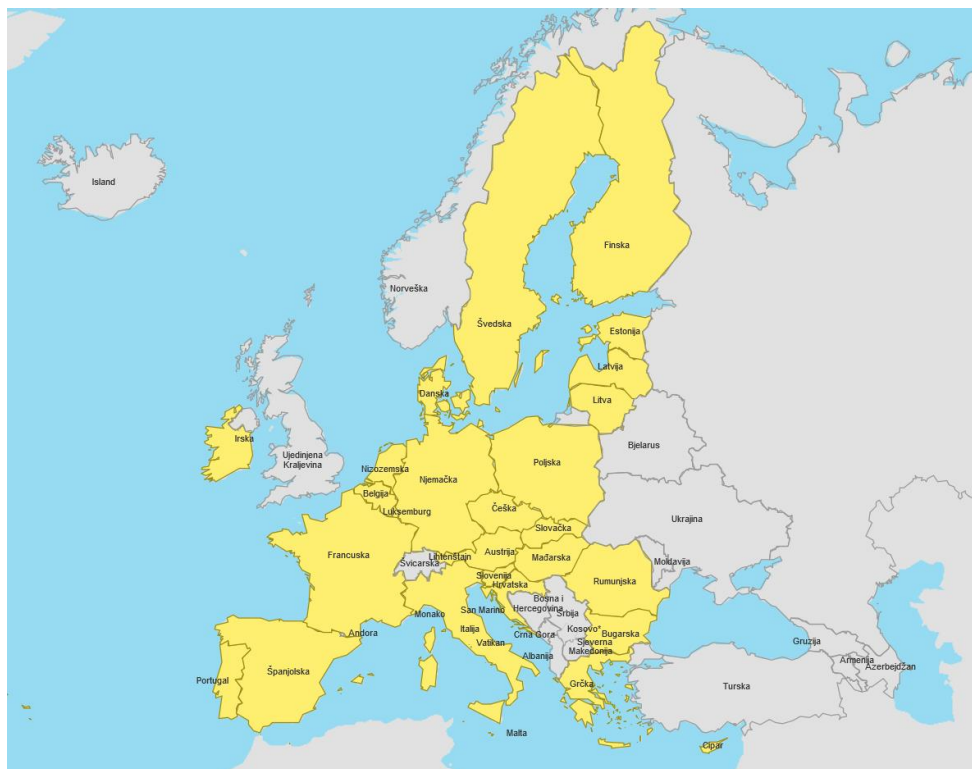 Island
Finska
Norveška
Švedska
Estonija
Latvija
Danska
Litva
Irska
Bjelarus
Ujedinjena
Kraljevina
Nizozemska
Poljska
Njemačka
Belgija
Luksemburg
Češka
Ukrajina
Slovačka
Francuska
Austrija
Lihtenštajn
Mađarska
Švicarska
Moldavija
Slovenija
Rumunjska
Hrvatska
Bosna i
Hercegovina
San Marino
Srbija
Monako
Italija
Kosovo*
Bugarska
Andora
Crna Gora
Sjeverna
Makedonija
Gruzija
Vatikan
Albanija
Armenija
Azerbejdžan
Španjolska
Portugal
Grčka
Turska
Malta
Cipar